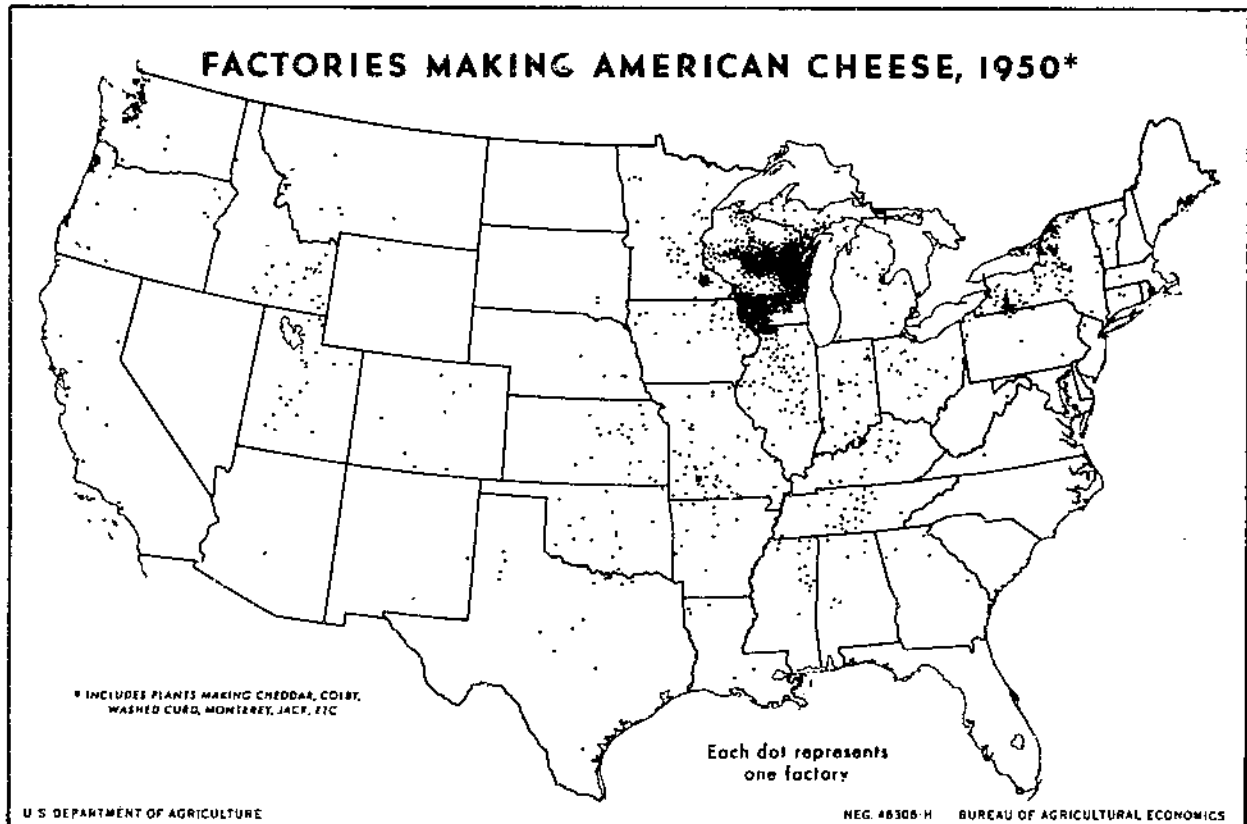 FACTORIES MAKING AMERICAN CHEESE, 1950*
* INCLUDES PLANTS MAKING CHEDDAR, COLBY,
WASHED CURD, MONTEREY, JACK, ETC
Each dot represents
one factory
U S DEPARTMENT OF AGRICULTURE
NEG. 48308-H BUREAU OF AGRICULTURAL ECONOMICS